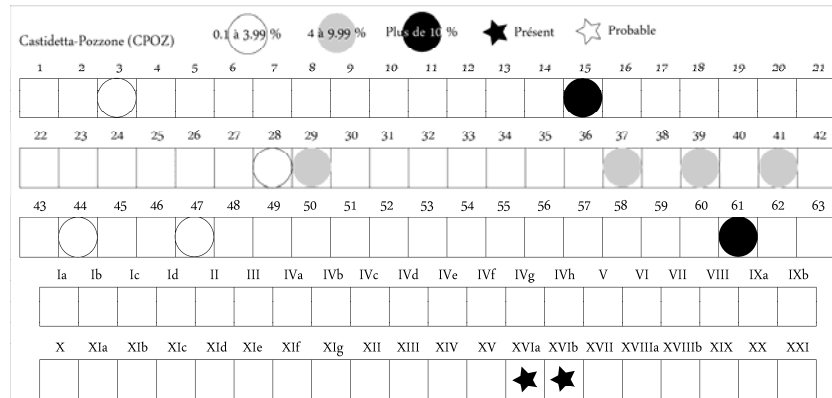 Castidetta-Pozzone (CPOZ) 0.1 à 3.99 % 4 à 9.99 % Plus de 10 % Présent Probable
1 2 3 4 5 6 7 8 9 10 11 12 13 14 15 16 17 18 19 20 21
22 23 24 25 26 27 28 29 30 31 32 33 34 35 36 37 38 39 40 41 42
43 44 45 46 47 48 49 50 51 52 53 54 55 56 57 58 59 60 61 62 63
Ia Ib Ic Id II III IVa IVb IVc IVd IVe IVf IVg IVh V VI VII VIII IXa IXb
X XIa XIb XIc XId XIe XIf XIg XII XIII XIV XV XVIa XVIb XVII XVIIIa XVIIIb XIX XX XXI